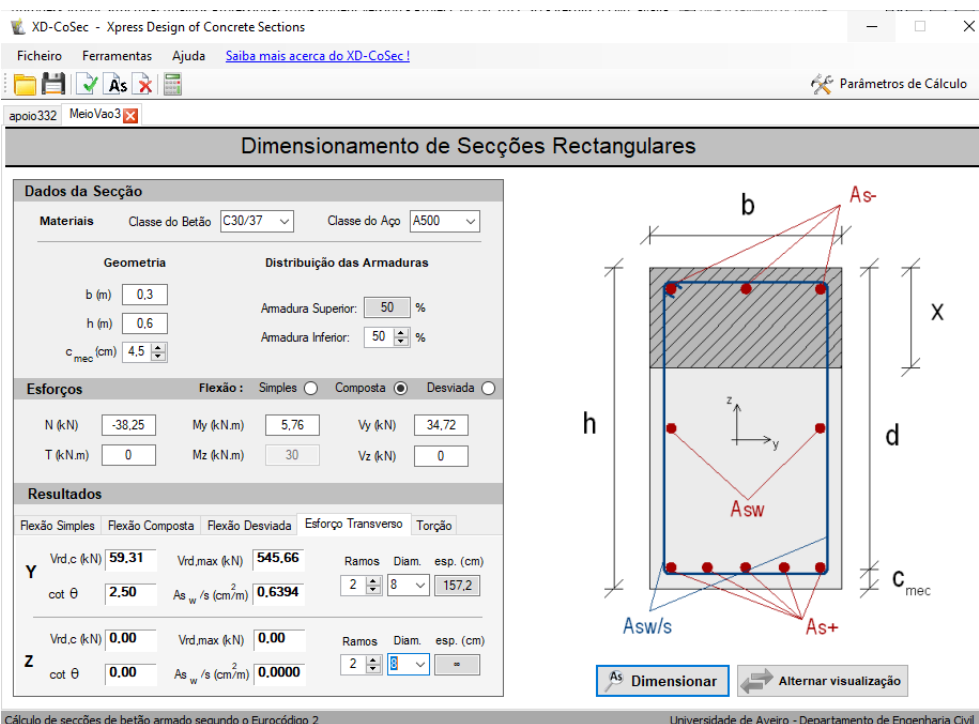 XD-CoSec - Xpress Design of Concrete Sections
Ficheiro Ferramentas Ajuda Saiba mais acerca do XD-CoSec !
As Parâmetros de Cálculo
apoio332 MeioVao3
Dimensionamento de Secções Rectangulares
Dados da Secção
Materiais Classe do Betão C30/37 Classe do Aço A500
Geometria Distribuição das Armaduras
b (m) 0,3
Armadura Superior: 50 %
h (m) 0,6
Armadura Inferior: 50 %
c mec (cm) 4,5
Esforços Flexão : Simples Composta Desviada
N (kN) -38,25 My (kN.m) 5,76 Vy (kN) 34,72
T (kN.m) 0 Mz (kN.m) 30 Vz (kN) 0
Resultados
Flexão Simples Flexão Composta Flexão Desviada Esforço Transverso Torção
Y
Vrd,c (kN) 59,31 Vrd,max (kN) 545,66 Ramos Diam. esp. (cm)
cot θ 2,50 As w /s (cm2/m) 0,6394 2 8 157,2
Z
Vrd,c (kN) 0,00 Vrd,max (kN) 0,00 Ramos Diam. esp. (cm)
cot θ 0,00 As w /s (cm2/m) 0,0000 2 8 ∞
b
As-
X
h
z
y
d
Asw
c mec
Asw/s
As+
As Dimensionar Alternar visualização
Cálculo de secções de betão armado segundo o Eurocódigo 2 Universidade de Aveiro - Departamento de Engenharia Civil